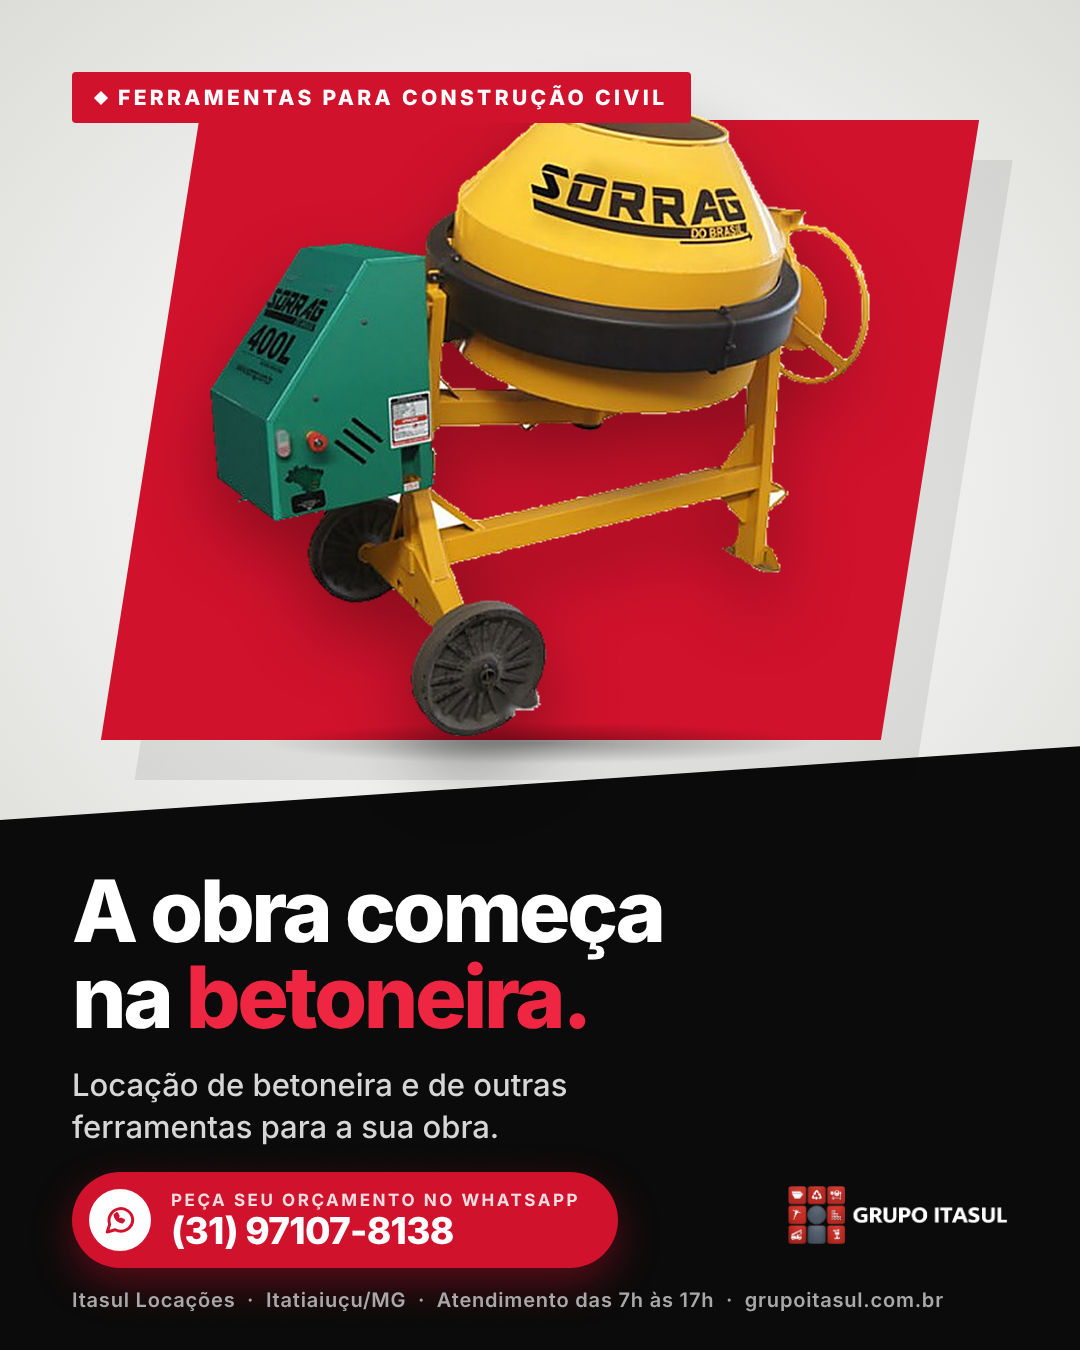 FERRAMENTAS PARA CONSTRUÇÃO CIVIL
SORRAG
DO BRASIL
SORRAG
400L
A obra começa
na betoneira.
Locação de betoneira e de outras
ferramentas para a sua obra.
PEÇA SEU ORÇAMENTO NO WHATSAPP
(31) 97107-8138
GRUPO ITASUL
Itasul Locações · Itatiaiuçu/MG · Atendimento das 7h às 17h · grupoitasul.com.br